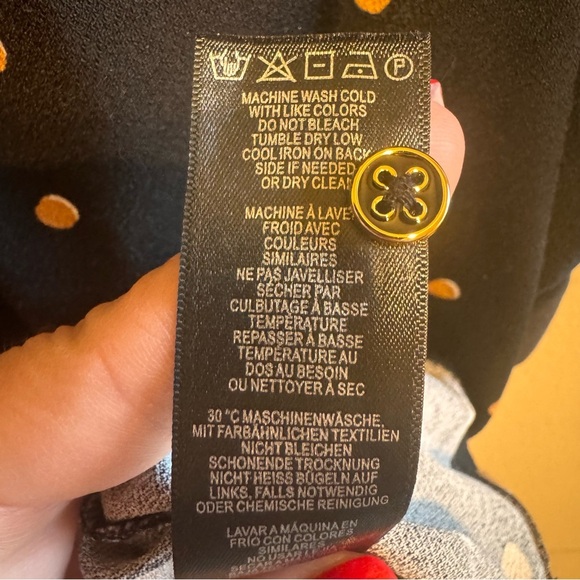 P
MACHINE WASH COLD
WITH LIKE COLORS
DO NOT BLEACH
TUMBLE DRY LOW
COOL IRON ON BACK
SIDE IF NEEDED
OR DRY CLEAN
MACHINE À LAVER
FROID AVEC
COULEURS
SIMILAIRES
NE PAS JAVELLISER
SÉCHER PAR
CULBUTAGE À BASSE
TEMPÉRATURE
REPASSER À BASSE
TEMPÉRATURE AU
DOS AU BESOIN
OU NETTOYER À SEC
30 °C MASCHINENWÄSCHE,
MIT FARBÄHNLICHEN TEXTILIEN
NICHT BLEICHEN
SCHONENDE TROCKNUNG
NICHT HEISS BÜGELN AUF
LINKS, FALLS NOTWENDIG
ODER CHEMISCHE REINIGUNG
LAVAR A MÁQUINA EN
FRÍO CON COLORES
SIMILARES
NO USAR